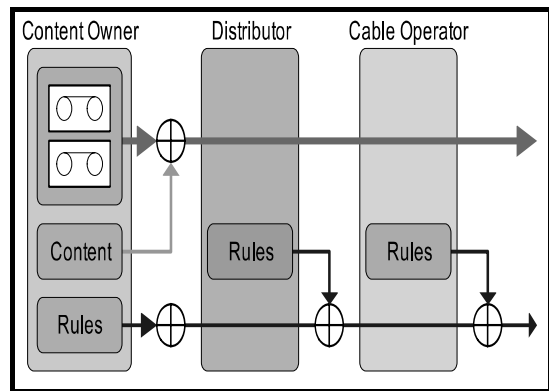 Content Owner
Distributor
Cable Operator
Content
Rules
Rules
Rules